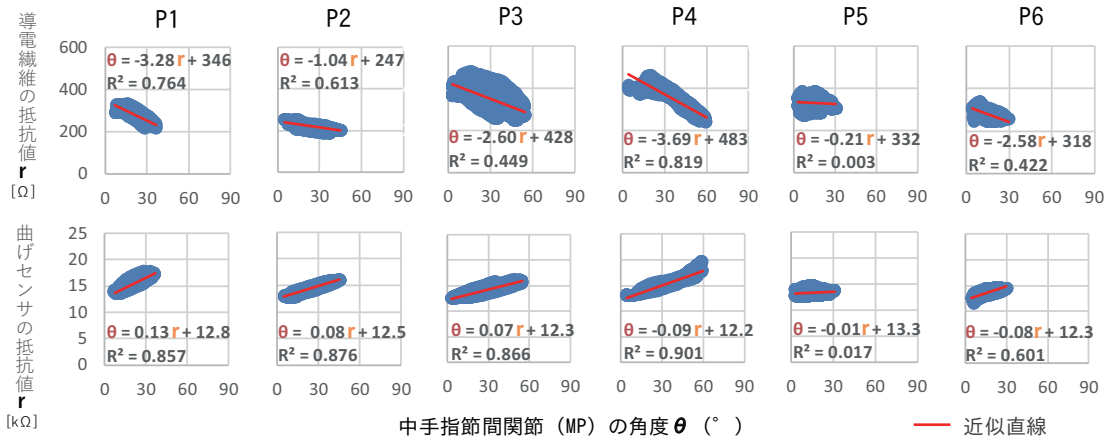 P1 P2 P3 P4 P5 P6
導電繊維の抵抗値 r [Ω]
600
400
200
0
θ = -3.28 r + 346
R² = 0.764
θ = -1.04 r + 247
R² = 0.613
θ = -2.60 r + 428
R² = 0.449
θ = -3.69 r + 483
R² = 0.819
θ = -0.21 r + 332
R² = 0.003
θ = -2.58 r + 318
R² = 0.422
0 30 60 90 0 30 60 90 0 30 60 90 0 30 60 90 0 30 60 90 0 30 60 90
曲げセンサの抵抗値 r [kΩ]
25
20
15
10
5
0
θ = 0.13 r + 12.8
R² = 0.857
θ = 0.08 r + 12.5
R² = 0.876
θ = 0.07 r + 12.3
R² = 0.866
θ = -0.09 r + 12.2
R² = 0.901
θ = -0.01 r + 13.3
R² = 0.017
θ = -0.08 r + 12.3
R² = 0.601
0 30 60 90 0 30 60 90 0 30 60 90 0 30 60 90 0 30 60 90 0 30 60 90
中手指節間関節（MP）の角度 θ （°）
近似直線